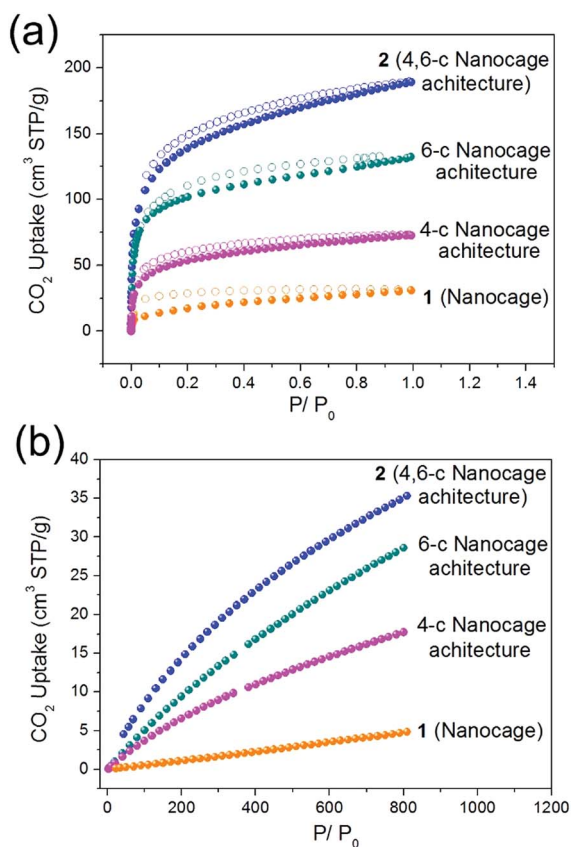 (a)
200
150
100
50
0
CO₂ Uptake (cm³ STP/g)
2 (4,6-c Nanocage
achitecture)
6-c Nanocage
achitecture
4-c Nanocage
achitecture
1 (Nanocage)
0.0 0.2 0.4 0.6 0.8 1.0 1.2 1.4
P/ P₀
(b)
40
35
30
25
20
15
10
5
0
CO₂ Uptake (cm³ STP/g)
2 (4,6-c Nanocage
achitecture)
6-c Nanocage
achitecture
4-c Nanocage
achitecture
1 (Nanocage)
0 200 400 600 800 1000 1200
P/ P₀